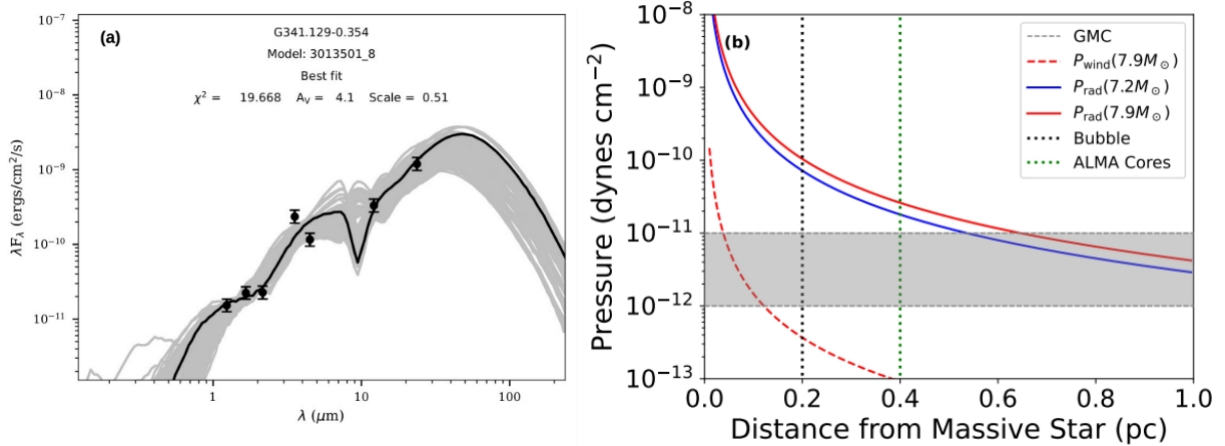 (a)
G341.129-0.354
Model: 3013501_8
Best fit
χ² = 19.668 Aᵥ = 4.1 Scale = 0.51
10⁻⁷
10⁻⁸
10⁻⁹
10⁻¹⁰
10⁻¹¹
λF_λ (ergs/cm²/s)
1 10 100
λ (μm)
(b)
GMC
P_wind(7.9M_⊙)
P_rad(7.2M_⊙)
P_rad(7.9M_⊙)
Bubble
ALMA Cores
10⁻⁸
10⁻⁹
10⁻¹⁰
10⁻¹¹
10⁻¹²
10⁻¹³
Pressure (dynes cm⁻²)
0.0 0.2 0.4 0.6 0.8 1.0
Distance from Massive Star (pc)